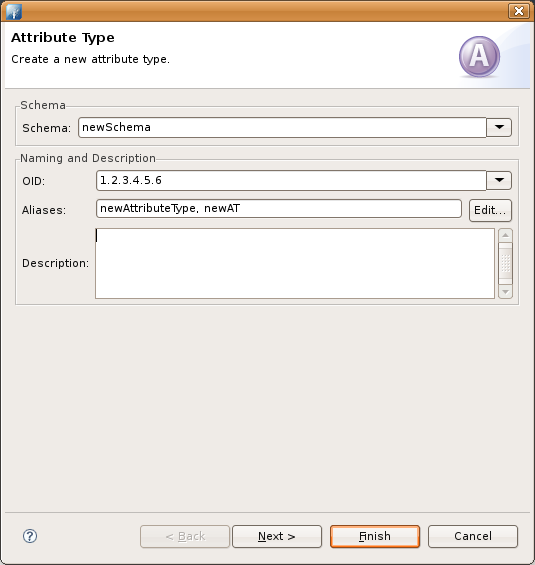 Attribute Type
Create a new attribute type.
A
Schema
Schema: newSchema
Naming and Description
OID: 1.2.3.4.5.6
Aliases: newAttributeType, newAT Edit...
Description:
? < Back Next > Finish Cancel